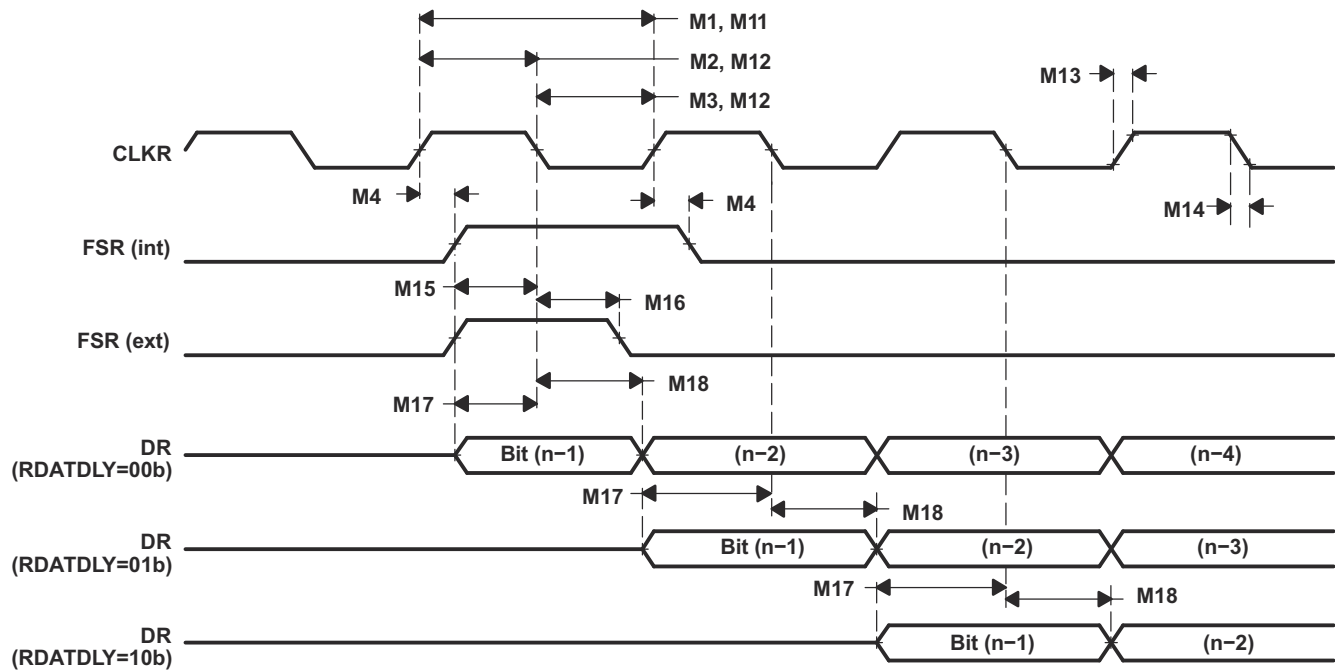 M1, M11
M2, M12
M13
M3, M12
CLKR
M4
M4
M14
FSR (int)
M15
M16
FSR (ext)
M18
M17
DR
(RDATDLY=00b)
Bit (n−1)
(n−2)
(n−3)
(n−4)
M17
M18
DR
(RDATDLY=01b)
Bit (n−1)
(n−2)
(n−3)
M17
M18
DR
(RDATDLY=10b)
Bit (n−1)
(n−2)